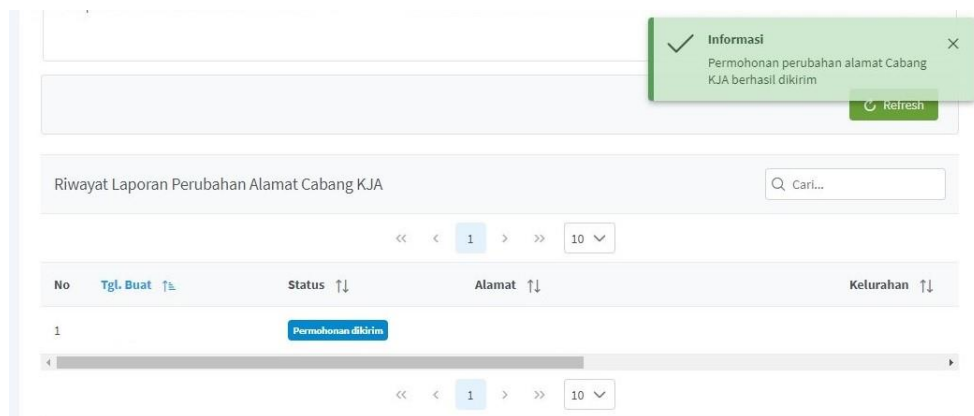 Informasi
Permohonan perubahan alamat Cabang
KJA berhasil dikirim
Refresh
Riwayat Laporan Perubahan Alamat Cabang KJA
Cari...
1 10
No Tgl. Buat Status Alamat Kelurahan
1 Permohonan dikirim
1 10